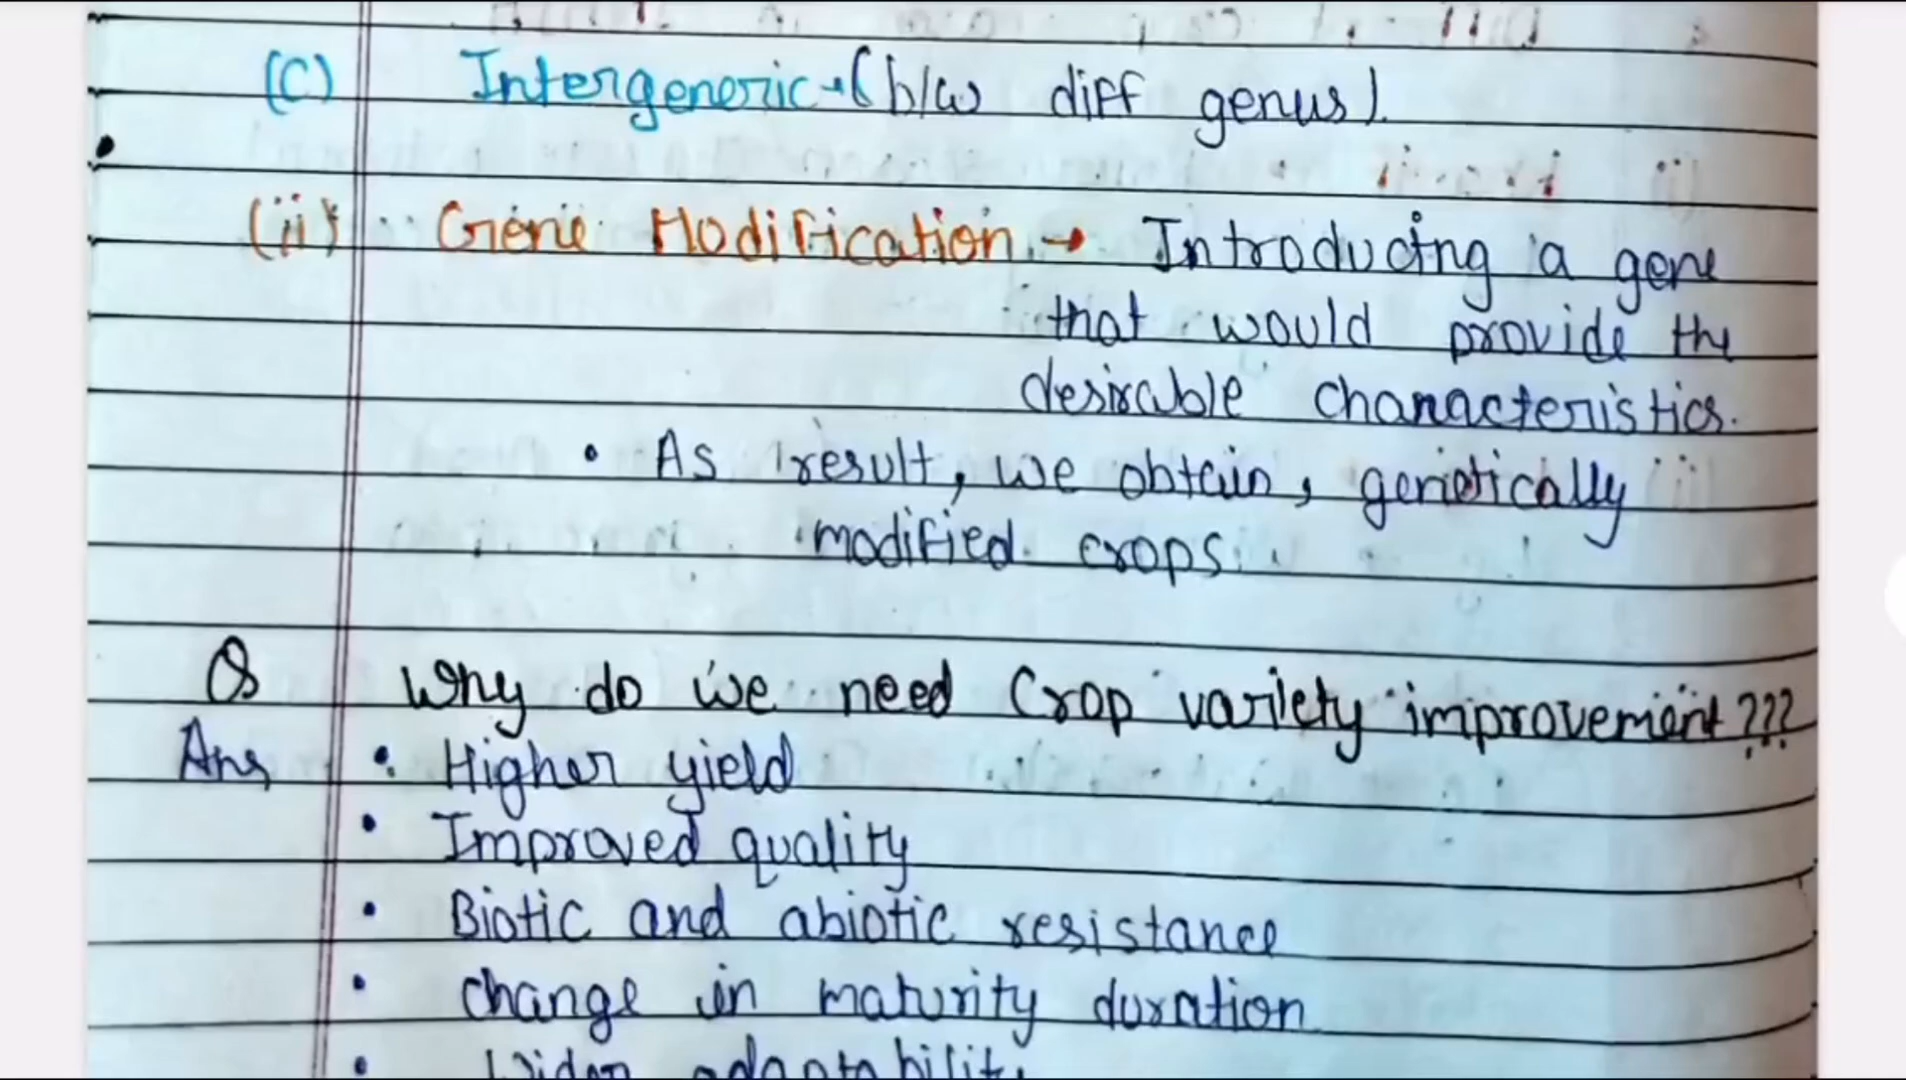 (C) Intergeneric → (b/w diff genus).
(ii) Gene Modification → Introducing a gene
that would provide the
desirable characteristics.
• As result, we obtain, genetically
modified crops.
Q Why do we need Crop variety improvement???
Ans • Higher yield
• Improved quality
• Biotic and abiotic resistance
• change in maturity duration
• Wider adaptability